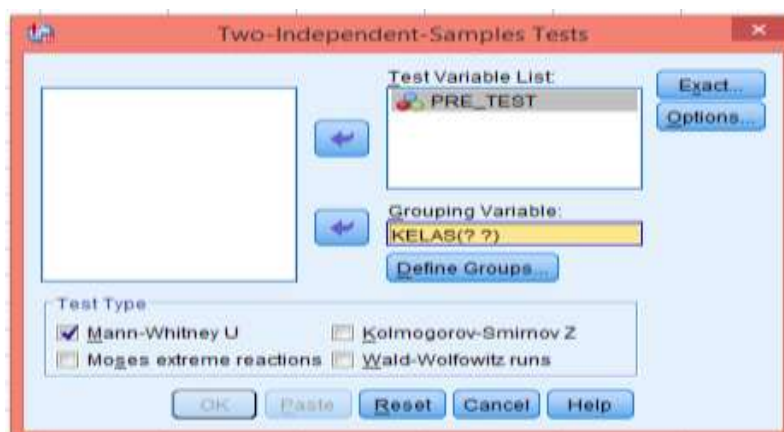 Two-Independent-Samples Tests
Test Variable List:
PRE_TEST
Exact...
Options...
Grouping Variable:
KELAS(? ?)
Define Groups...
Test Type
Mann-Whitney U
Kolmogorov-Smirnov Z
Moses extreme reactions
Wald-Wolfowitz runs
OK
Paste
Reset
Cancel
Help